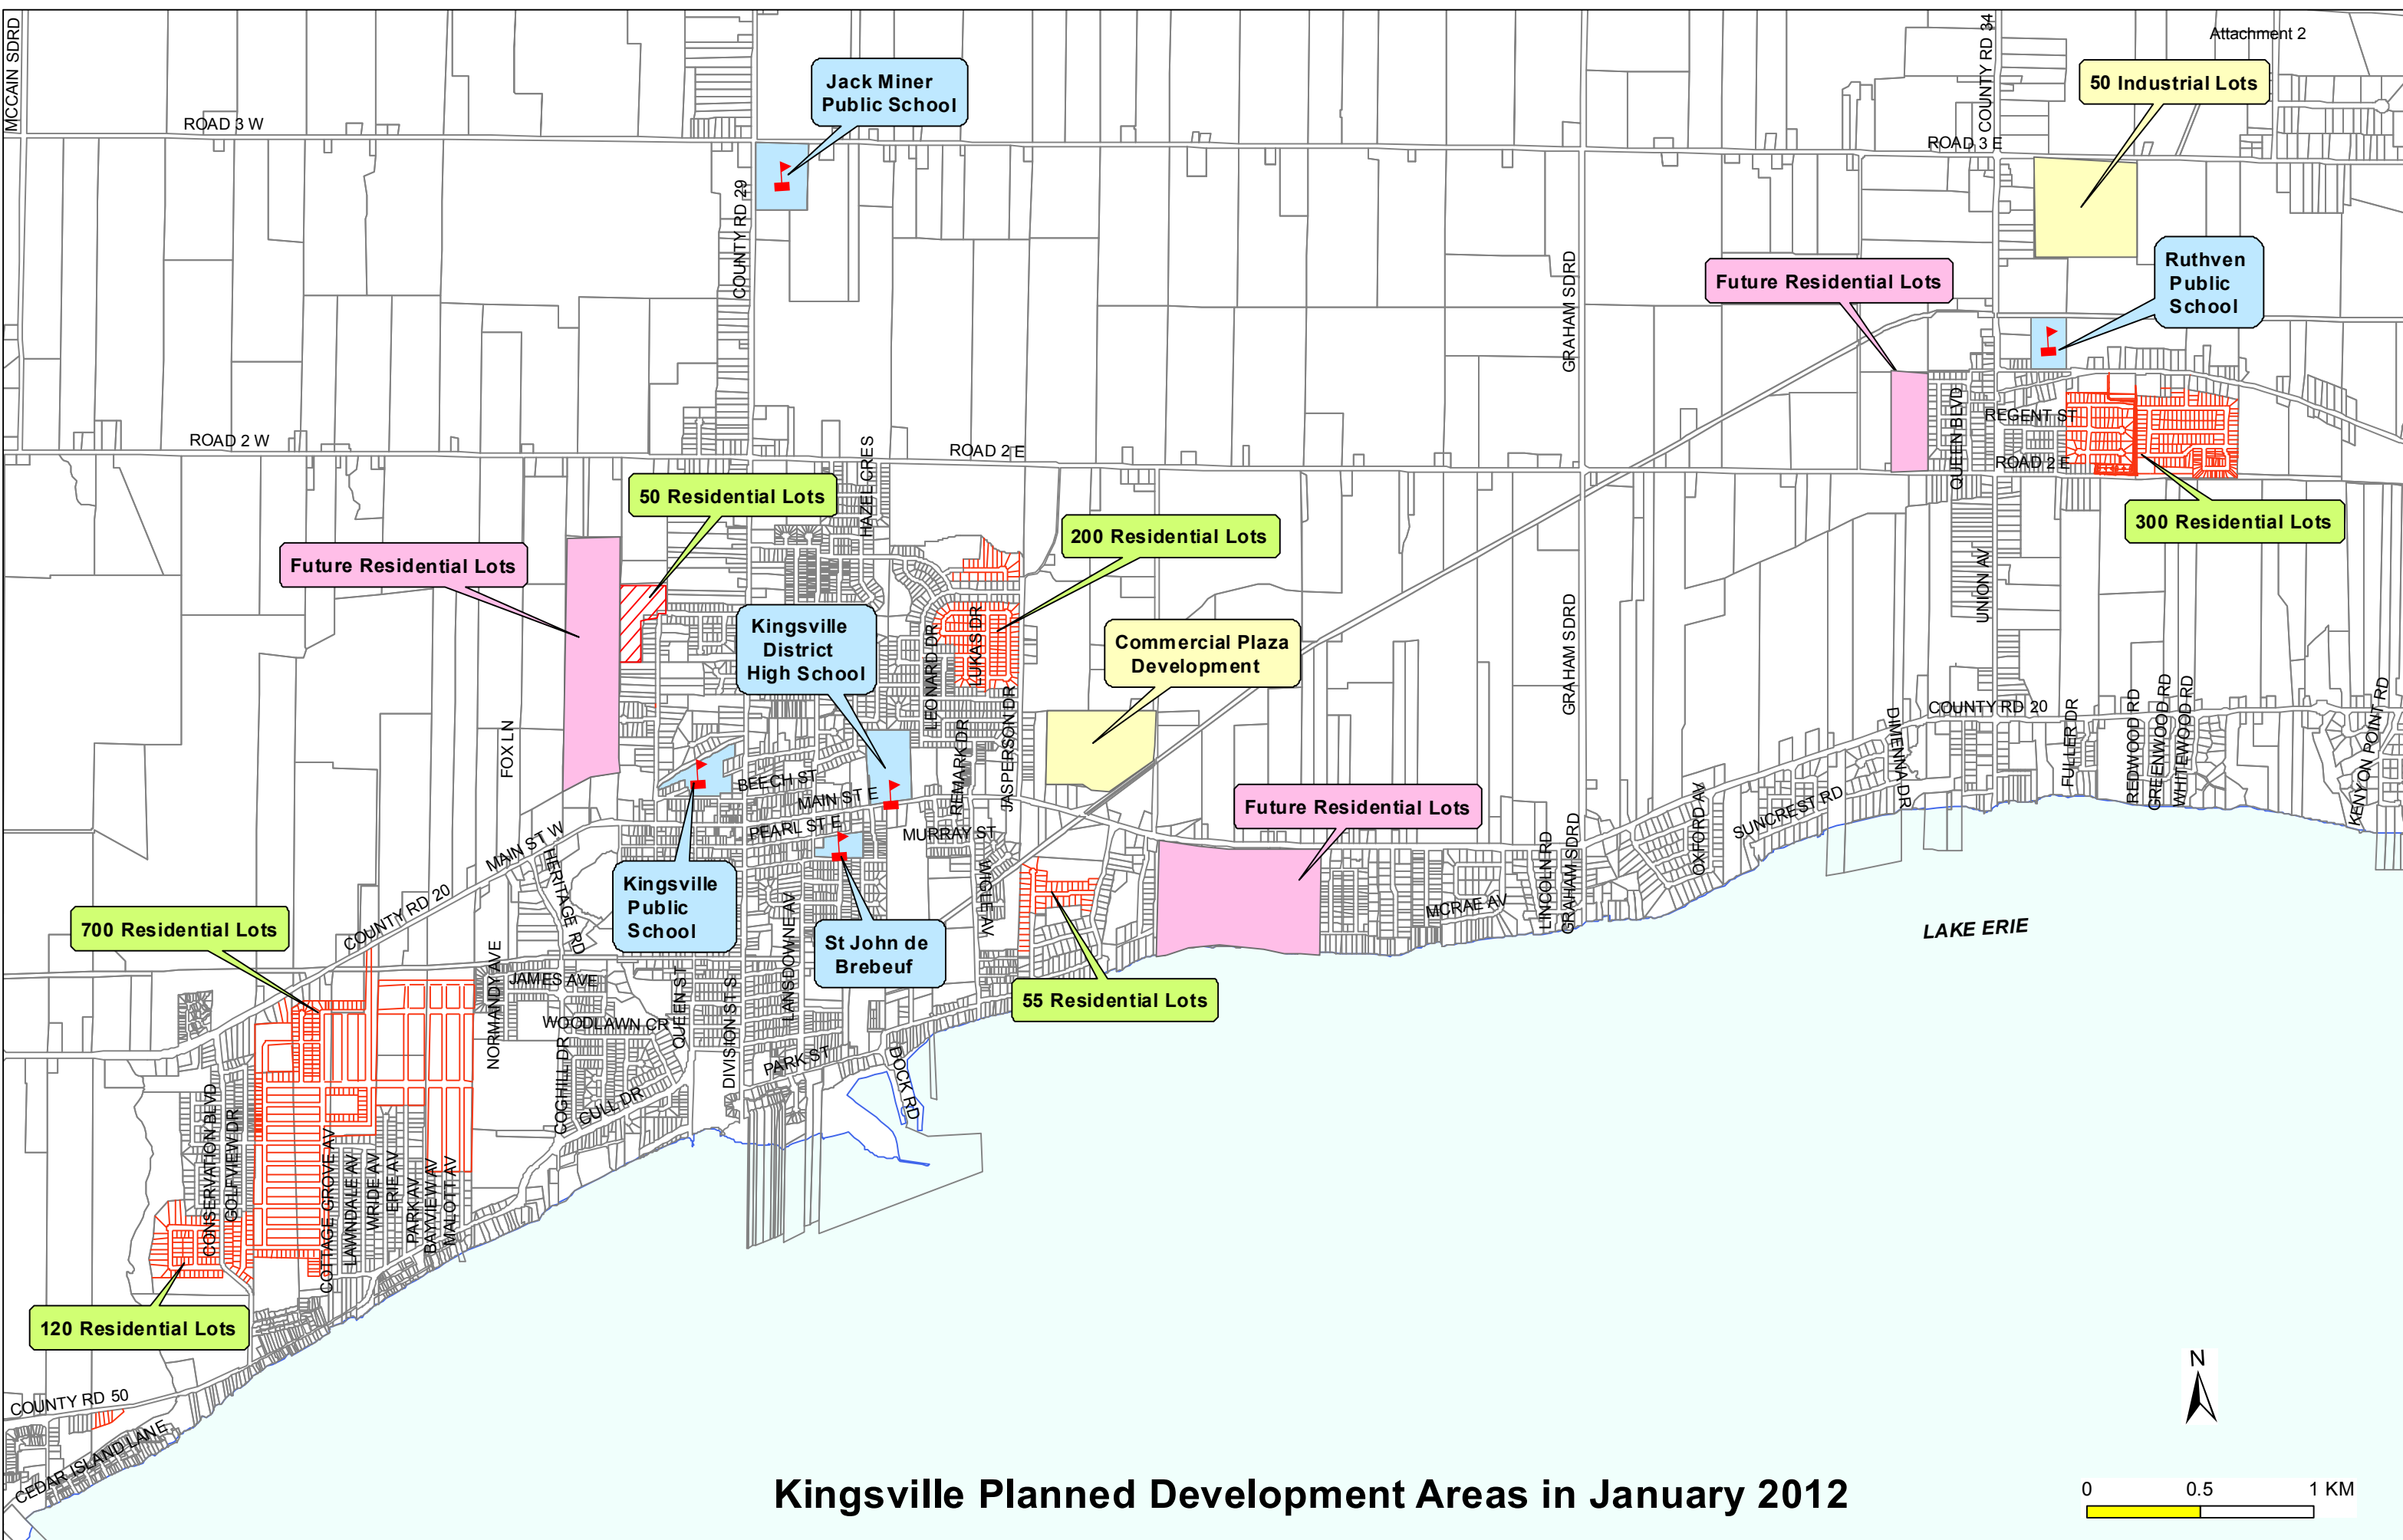 Attachment 2
MCCAIN SDRD
COUNTY RD 34
Jack Miner
Public School
50 Industrial Lots
ROAD 3 W
ROAD 3 E
COUNTY RD 29
GRAHAM SDRD
Future Residential Lots
Ruthven
Public
School
QUEEN BLVD
REGENT ST
ROAD 2 W
HAZEL CRES
ROAD 2 E
ROAD 2 E
50 Residential Lots
200 Residential Lots
300 Residential Lots
Future Residential Lots
UNION AV
Kingsville
District
High School
LEONARD DR
LUKAS DR
Commercial Plaza
Development
GRAHAM SDRD
FOX LN
REMARK DR
JASPERSON DR
COUNTY RD 20
DIMENNA DR
FULLER DR
REDWOOD RD
GREENWOOD RD
WHITEWOOD RD
KENYON POINT RD
BEECH ST
MAIN ST E
PEARL ST E
MURRAY ST
Future Residential Lots
OXFORD AV
SUNCREST RD
MAIN ST W
HERITAGE RD
Kingsville
Public
School
LANSDOWNE AV
WIGLE AV
MCRAE AV
LINCOLN RD
GRAHAM SDRD
LAKE ERIE
700 Residential Lots
COUNTY RD 20
St John de
Brebeuf
NORMANDY AVE
JAMES AVE
QUEEN ST
DIVISION ST S
55 Residential Lots
WOODLAWN CR
COGHILL DR
CULL DR
PARK ST
DOCK RD
CONSERVATION BLVD
GOLFVIEW DR
COTTAGE GROVE AV
LAWNDALE AV
WRIDE AV
ERIE AV
PARK AV
BAYVIEW AV
MALOTT AV
120 Residential Lots
COUNTY RD 50
CEDAR ISLAND LANE
N
Kingsville Planned Development Areas in January 2012
0 0.5 1 KM